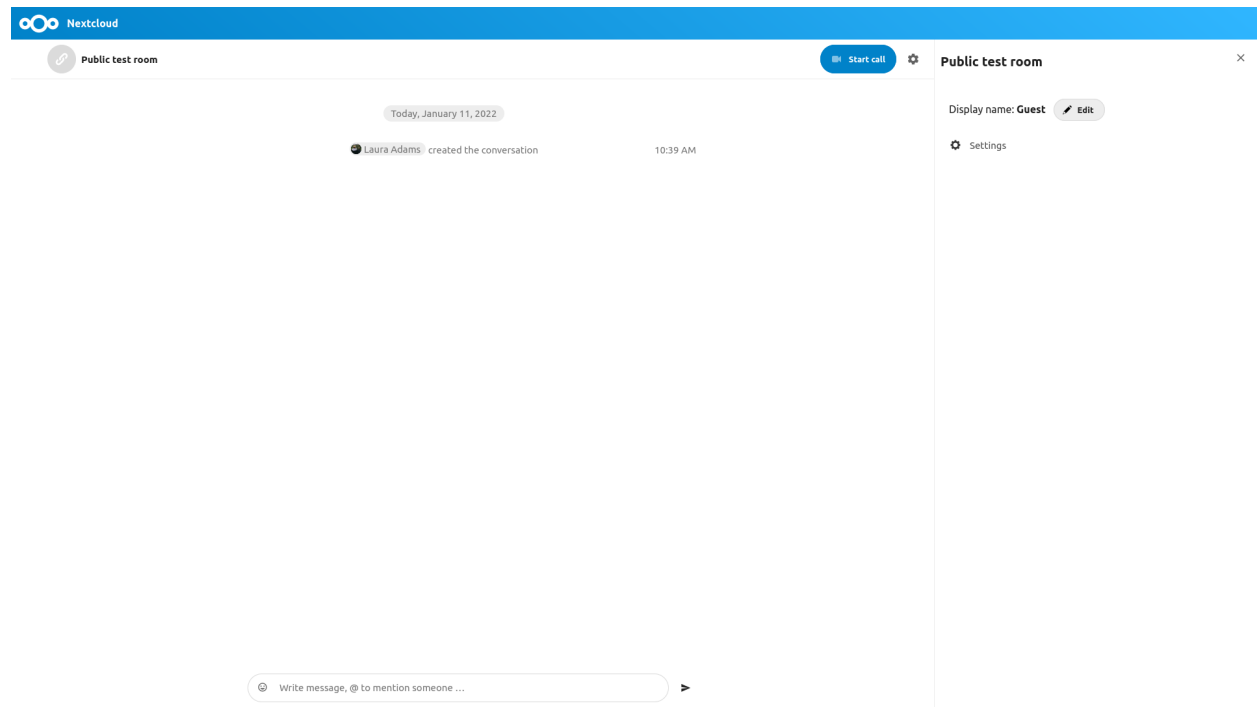 Nextcloud
Public test room
Start call
Today, January 11, 2022
Laura Adams created the conversation 10:39 AM
Write message, @ to mention someone ...
Public test room
Display name: Guest Edit
Settings